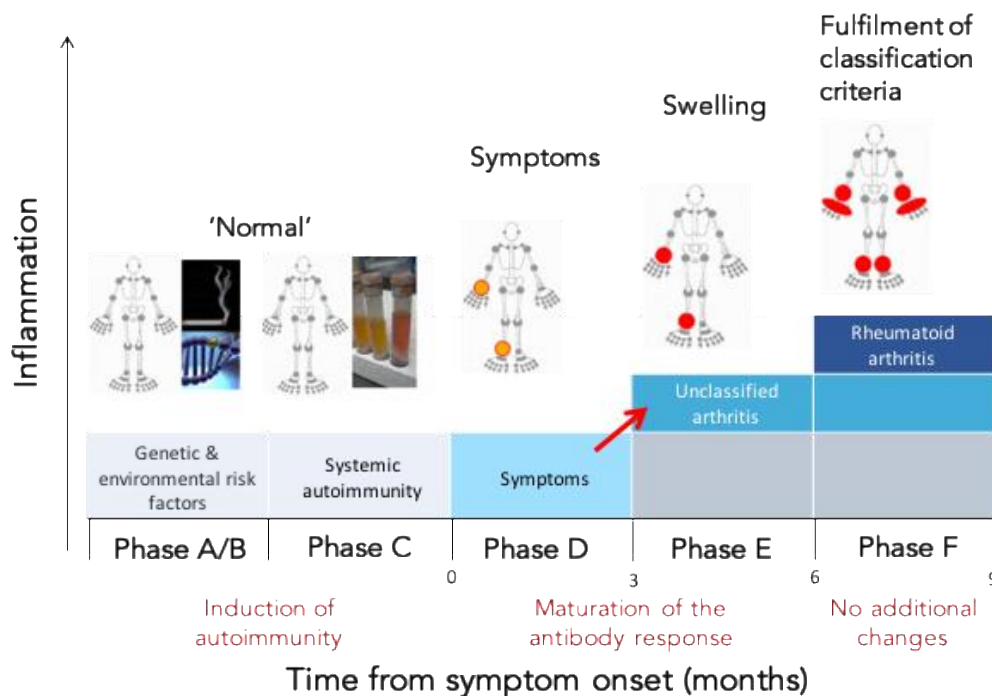 Fulfilment of
classification
criteria
Swelling
Symptoms
'Normal'
Inflammation
Rheumatoid
arthritis
Unclassified
arthritis
Genetic &
environmental risk
factors
Systemic
autoimmunity
Symptoms
Phase A/B
Phase C
Phase D
Phase E
Phase F
0
3
6
9
Induction of
autoimmunity
Maturation of the
antibody response
No additional
changes
Time from symptom onset (months)